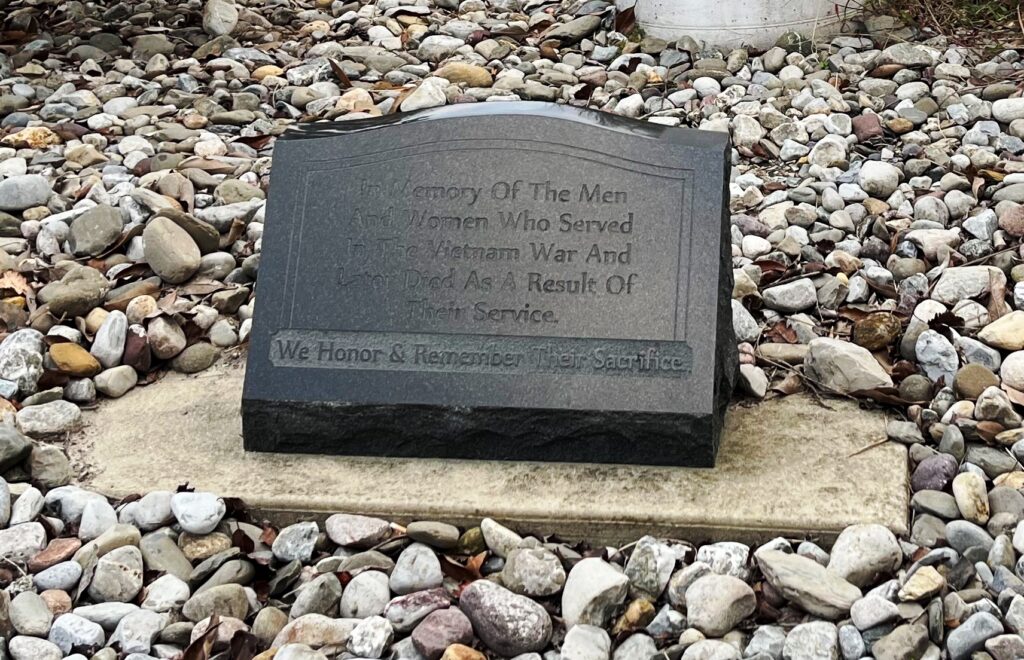 In Memory Of The Men
And Women Who Served
In The Vietnam War And
Later Died As A Result Of
Their Service.
We Honor & Remember Their Sacrifice.